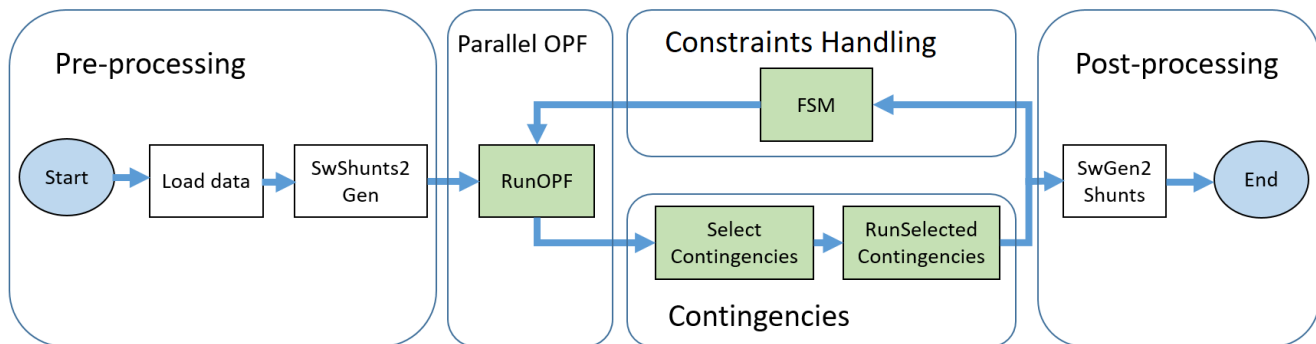 Pre-processing
Start
Load data
SwShunts2
Gen
Parallel OPF
RunOPF
Constraints Handling
FSM
Select
Contingencies
RunSelected
Contingencies
Contingencies
Post-processing
SwGen2
Shunts
End